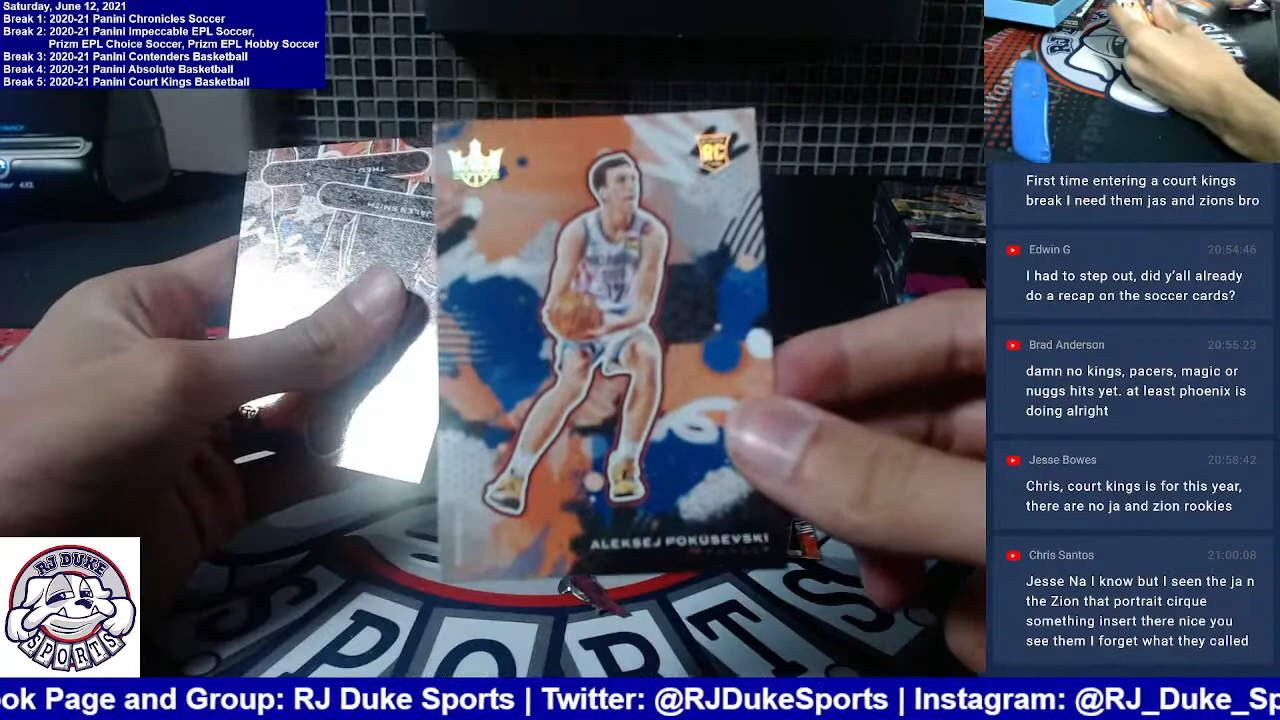 Saturday, June 12, 2021
Break 1: 2020-21 Panini Chronicles Soccer
Break 2: 2020-21 Panini Impeccable EPL Soccer,
Prizm EPL Choice Soccer, Prizm EPL Hobby Soccer
Break 3: 2020-21 Panini Contenders Basketball
Break 4: 2020-21 Panini Absolute Basketball
Break 5: 2020-21 Panini Court Kings Basketball
4XL
THEO
JALEN SMITH
RC
17
ALEKSEJ POKUSEVSKI
PORTS
RJ DUKE
SPORTS
First time entering a court kings
break I need them jas and zions bro
Edwin G 20:54:46
I had to step out, did y'all already
do a recap on the soccer cards?
Brad Anderson 20:55:23
damn no kings, pacers, magic or
nuggs hits yet. at least phoenix is
doing alright
Jesse Bowes 20:58:42
Chris, court kings is for this year,
there are no ja and zion rookies
Chris Santos 21:00:08
Jesse Na I know but I seen the ja n
the Zion that portrait cirque
something insert there nice you
see them I forget what they called
ook Page and Group: RJ Duke Sports | Twitter: @RJDukeSports | Instagram: @RJ_Duke_Sp